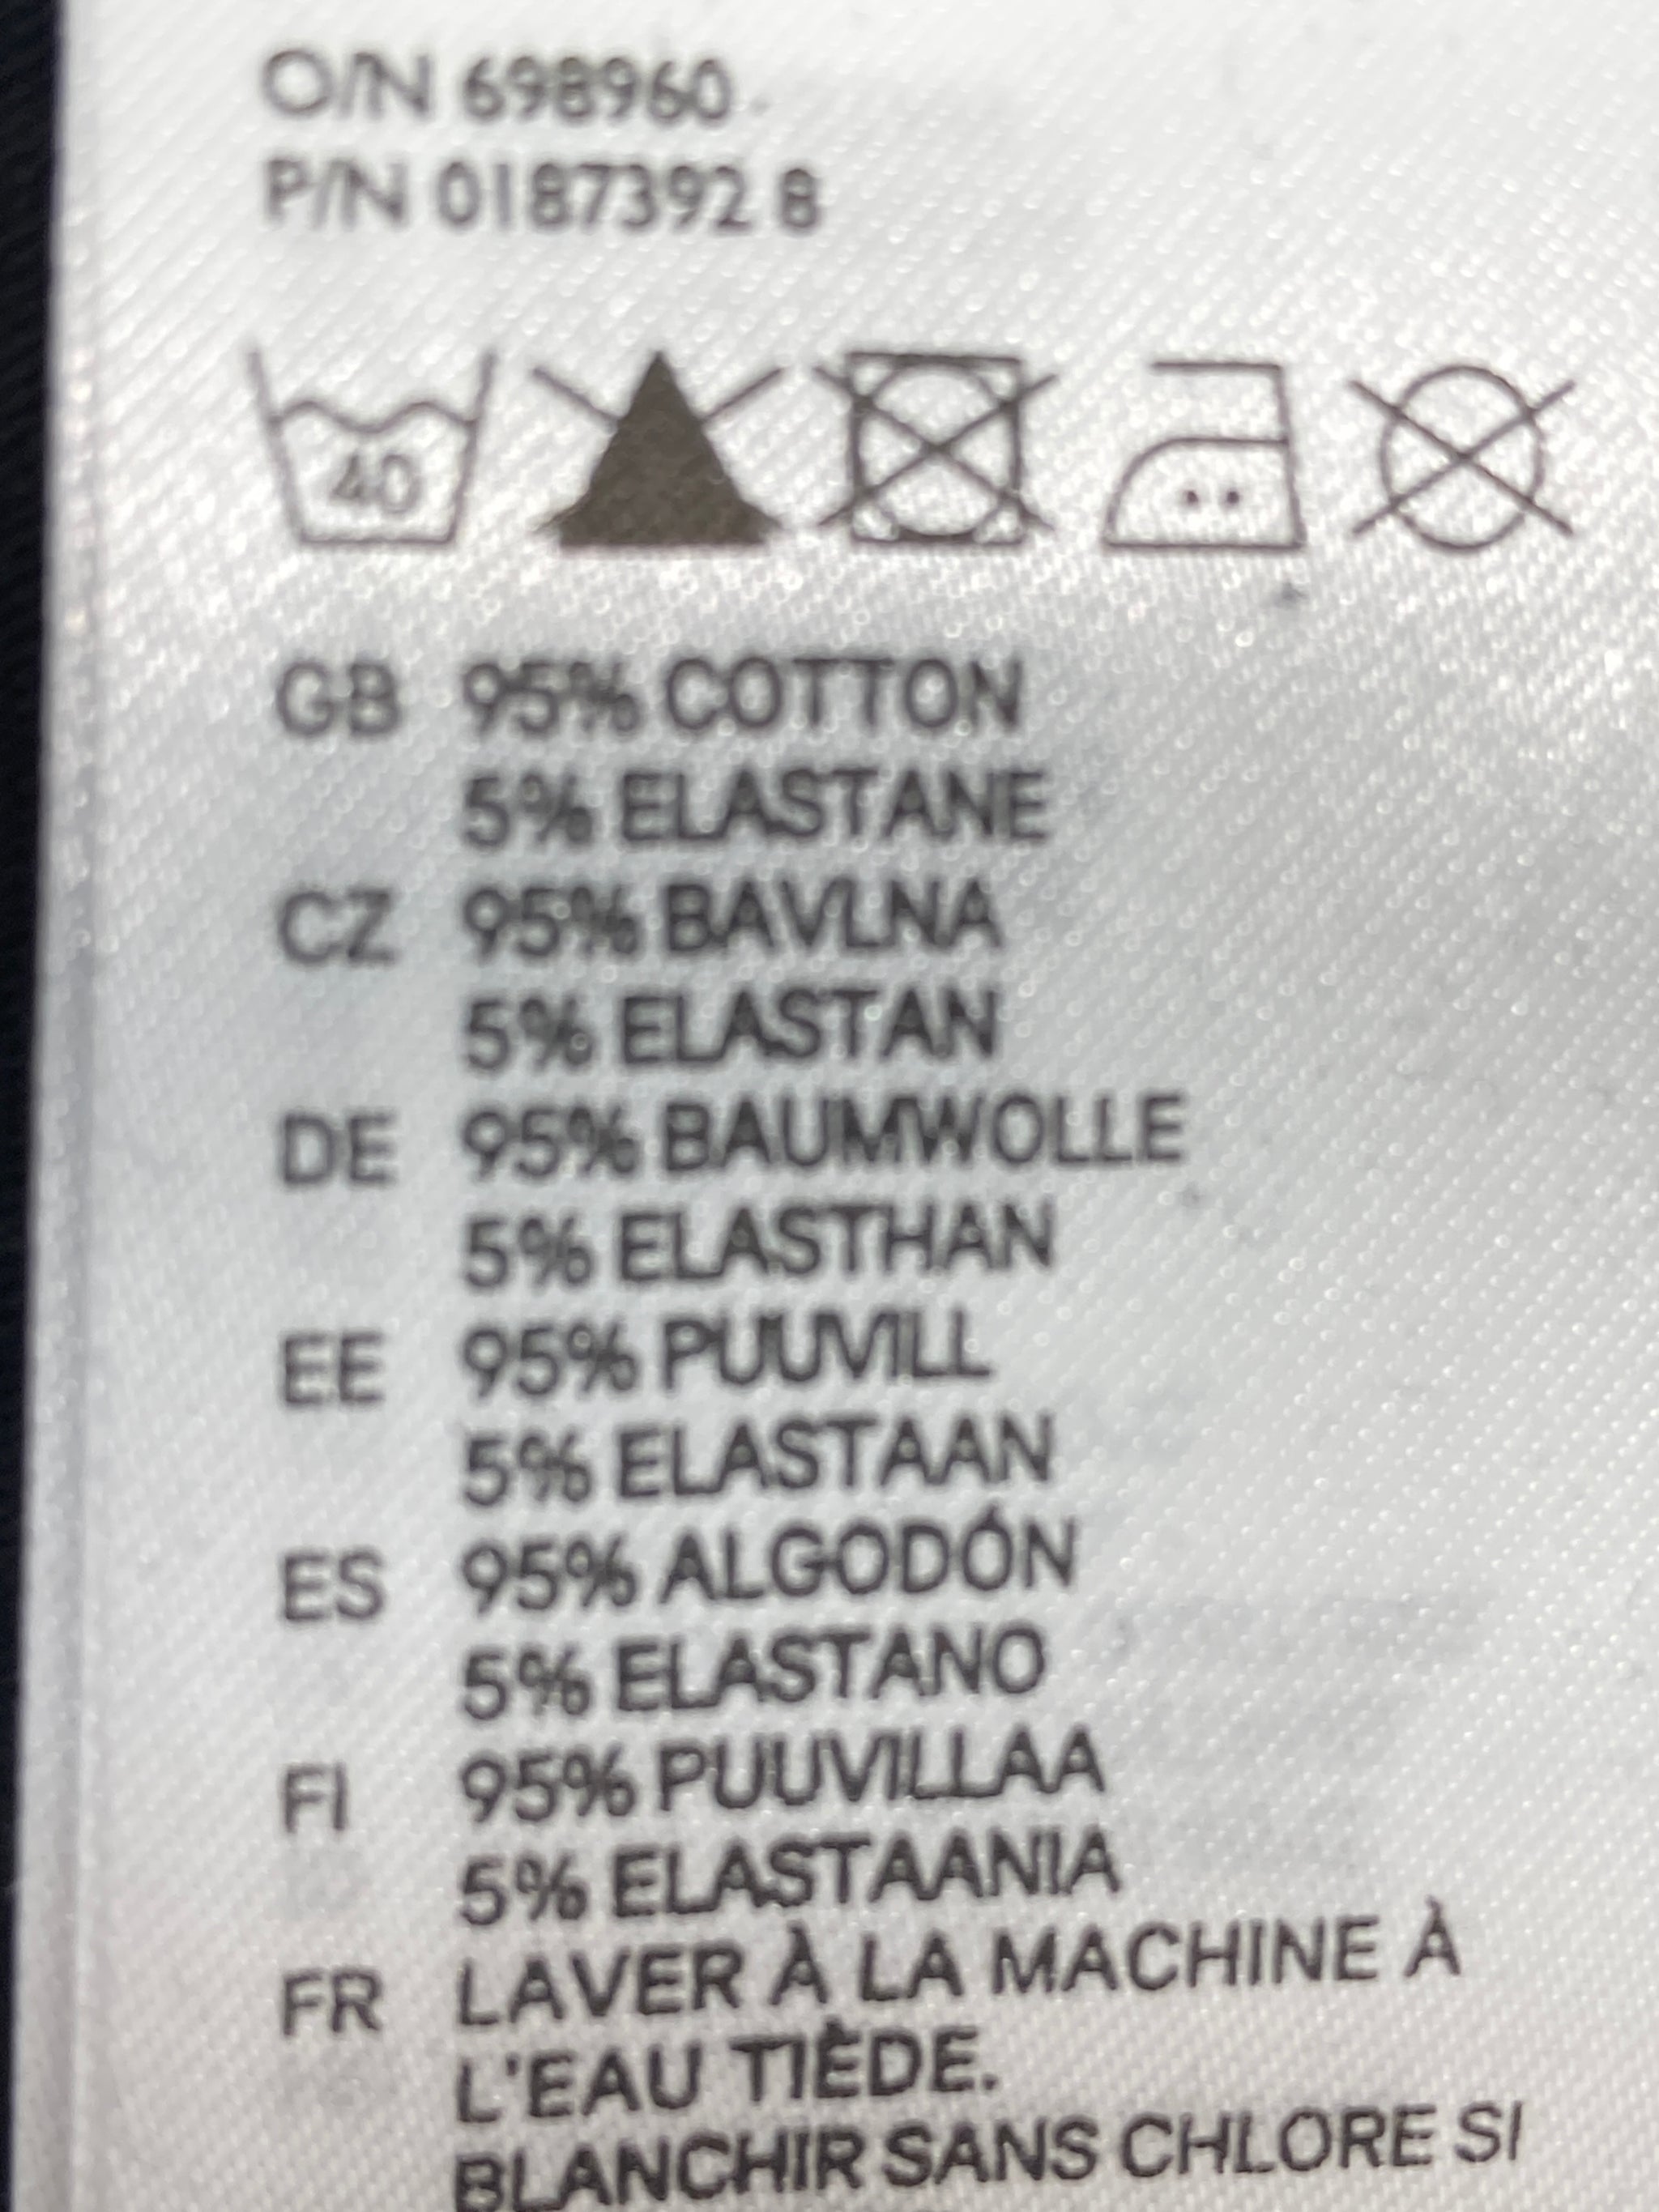 O/N 698960
P/N 0187392 8
40
GB 95% COTTON
5% ELASTANE
CZ 95% BAVLNA
5% ELASTAN
DE 95% BAUMWOLLE
5% ELASTHAN
EE 95% PUUVILL
5% ELASTAAN
ES 95% ALGODÓN
5% ELASTANO
FI 95% PUUVILLAA
5% ELASTAANIA
FR LAVER À LA MACHINE À
L'EAU TIÈDE.
BLANCHIR SANS CHLORE SI